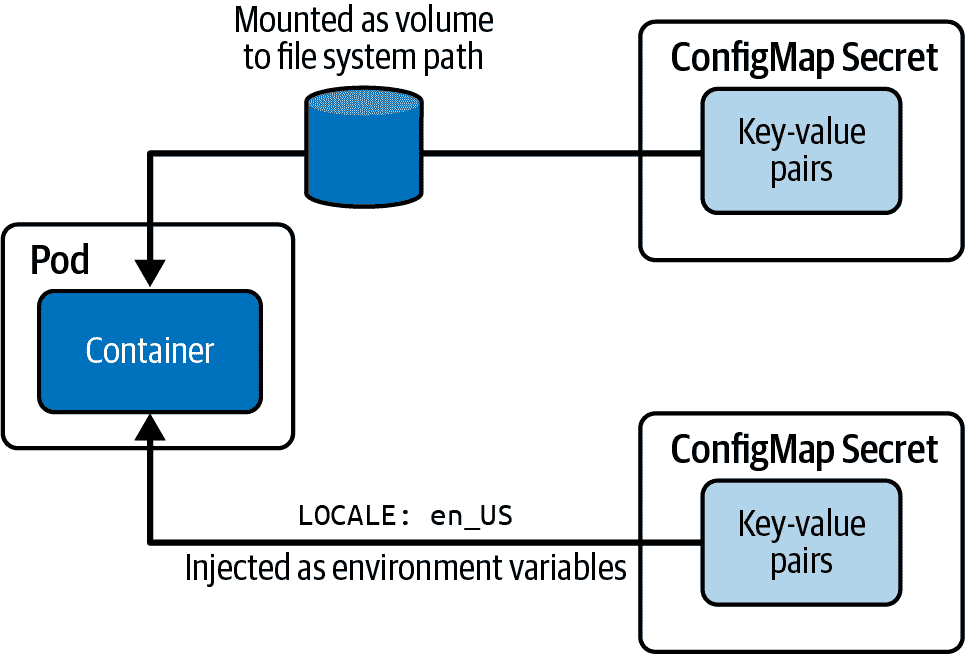 Mounted as volume
to file system path
ConfigMap Secret
Key-value
pairs
Pod
Container
ConfigMap Secret
Key-value
pairs
LOCALE: en_US
Injected as environment variables